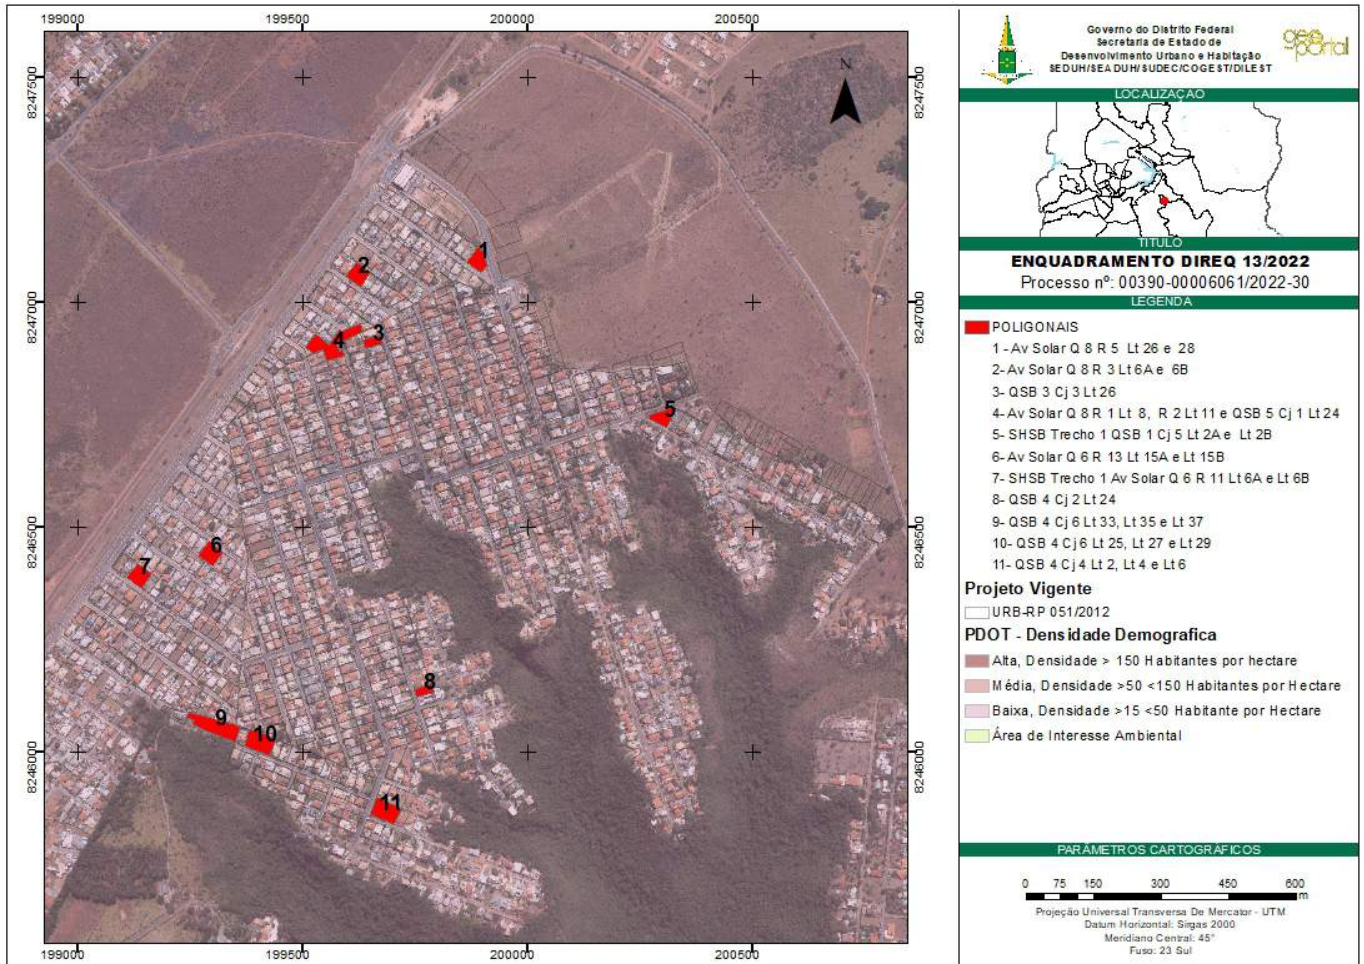 199000
199500
200000
200500
8247500
8247000
8246500
8246000
8247500
8247000
8246500
8246000
N
1
2
3
4
5
6
7
8
9
10
11
199000
199500
200000
200500
Governo do Distrito Federal
Secretaria de Estado de
Desenvolvimento Urbano e Habitação
SEDUH/SEADUH/SUDEC/COGEST/DILEST
geo
portal
LOCALIZAÇÃO
TITULO
ENQUADRAMENTO DIREQ 13/2022
Processo nº: 00390-00006061/2022-30
LEGENDA
POLIGONAIS
1 - Av Solar Q 8 R 5 Lt 26 e 28
2- Av Solar Q 8 R 3 Lt 6A e 6B
3- QSB 3 Cj 3 Lt 26
4- Av Solar Q 8 R 1 Lt 8, R 2 Lt 11 e QSB 5 Cj 1 Lt 24
5- SHSB Trecho 1 QSB 1 Cj 5 Lt 2A e Lt 2B
6- Av Solar Q 6 R 13 Lt 15A e Lt 15B
7- SHSB Trecho 1 Av Solar Q 6 R 11 Lt 6A e Lt 6B
8- QSB 4 Cj 2 Lt 24
9- QSB 4 Cj 6 Lt 33, Lt 35 e Lt 37
10- QSB 4 Cj 6 Lt 25, Lt 27 e Lt 29
11- QSB 4 Cj 4 Lt 2, Lt 4 e Lt 6
Projeto Vigente
URB-RP 051/2012
PDOT - Densidade Demografica
Alta, Densidade > 150 Habitantes por hectare
Média, Densidade >50 <150 Habitantes por Hectare
Baixa, Densidade >15 <50 Habitante por Hectare
Área de Interesse Ambiental
PARÂMETROS CARTOGRÁFICOS
0 75 150 300 450 600
m
Projeção Universal Transversa De Mercator - UTM
Datum Horizontal: Sirgas 2000
Meridiano Central: 45°
Fuso: 23 Sul